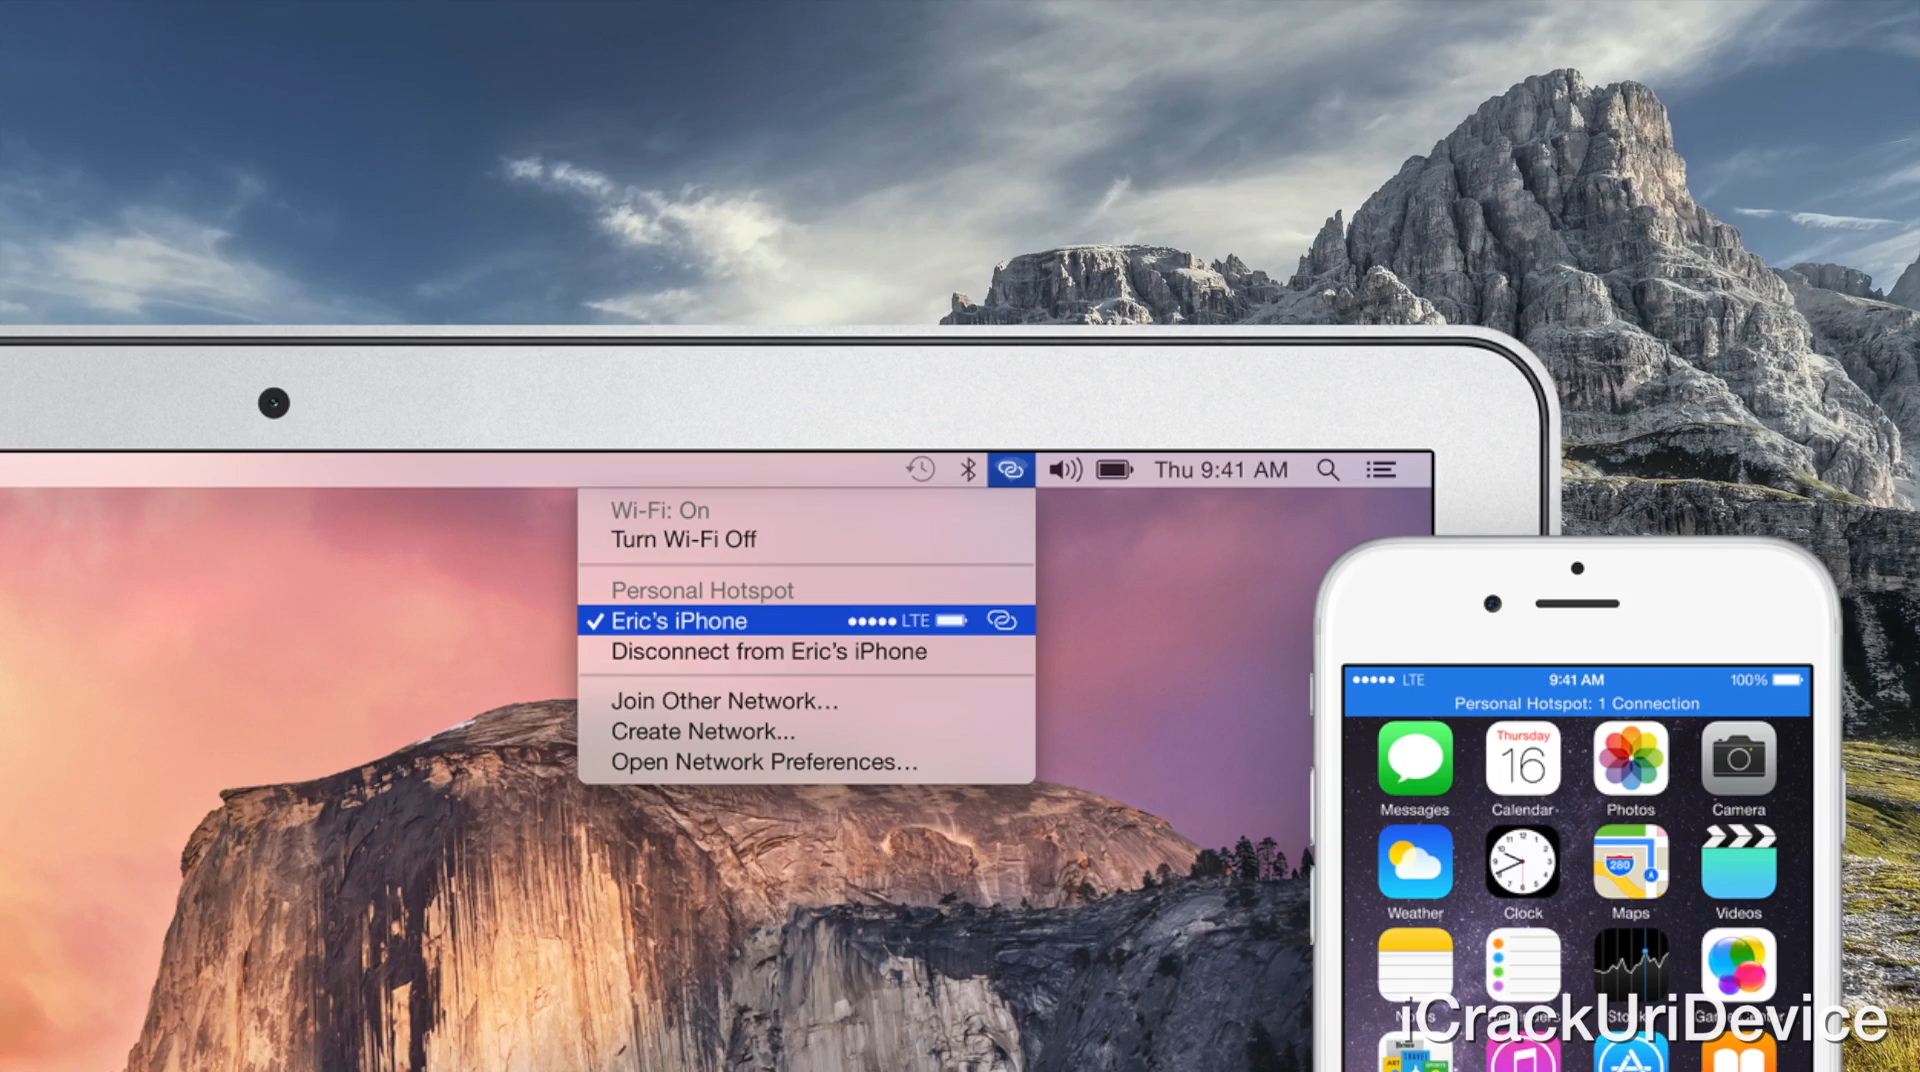 Thu 9:41 AM
Wi-Fi: On
Turn Wi-Fi Off
Personal Hotspot
Eric's iPhone LTE
Disconnect from Eric's iPhone
Join Other Network...
Create Network...
Open Network Preferences...
LTE 9:41 AM 100%
Personal Hotspot: 1 Connection
Thursday
16
Messages Calendar Photos Camera
280
Weather Clock Maps Videos
iCrackUriDevice